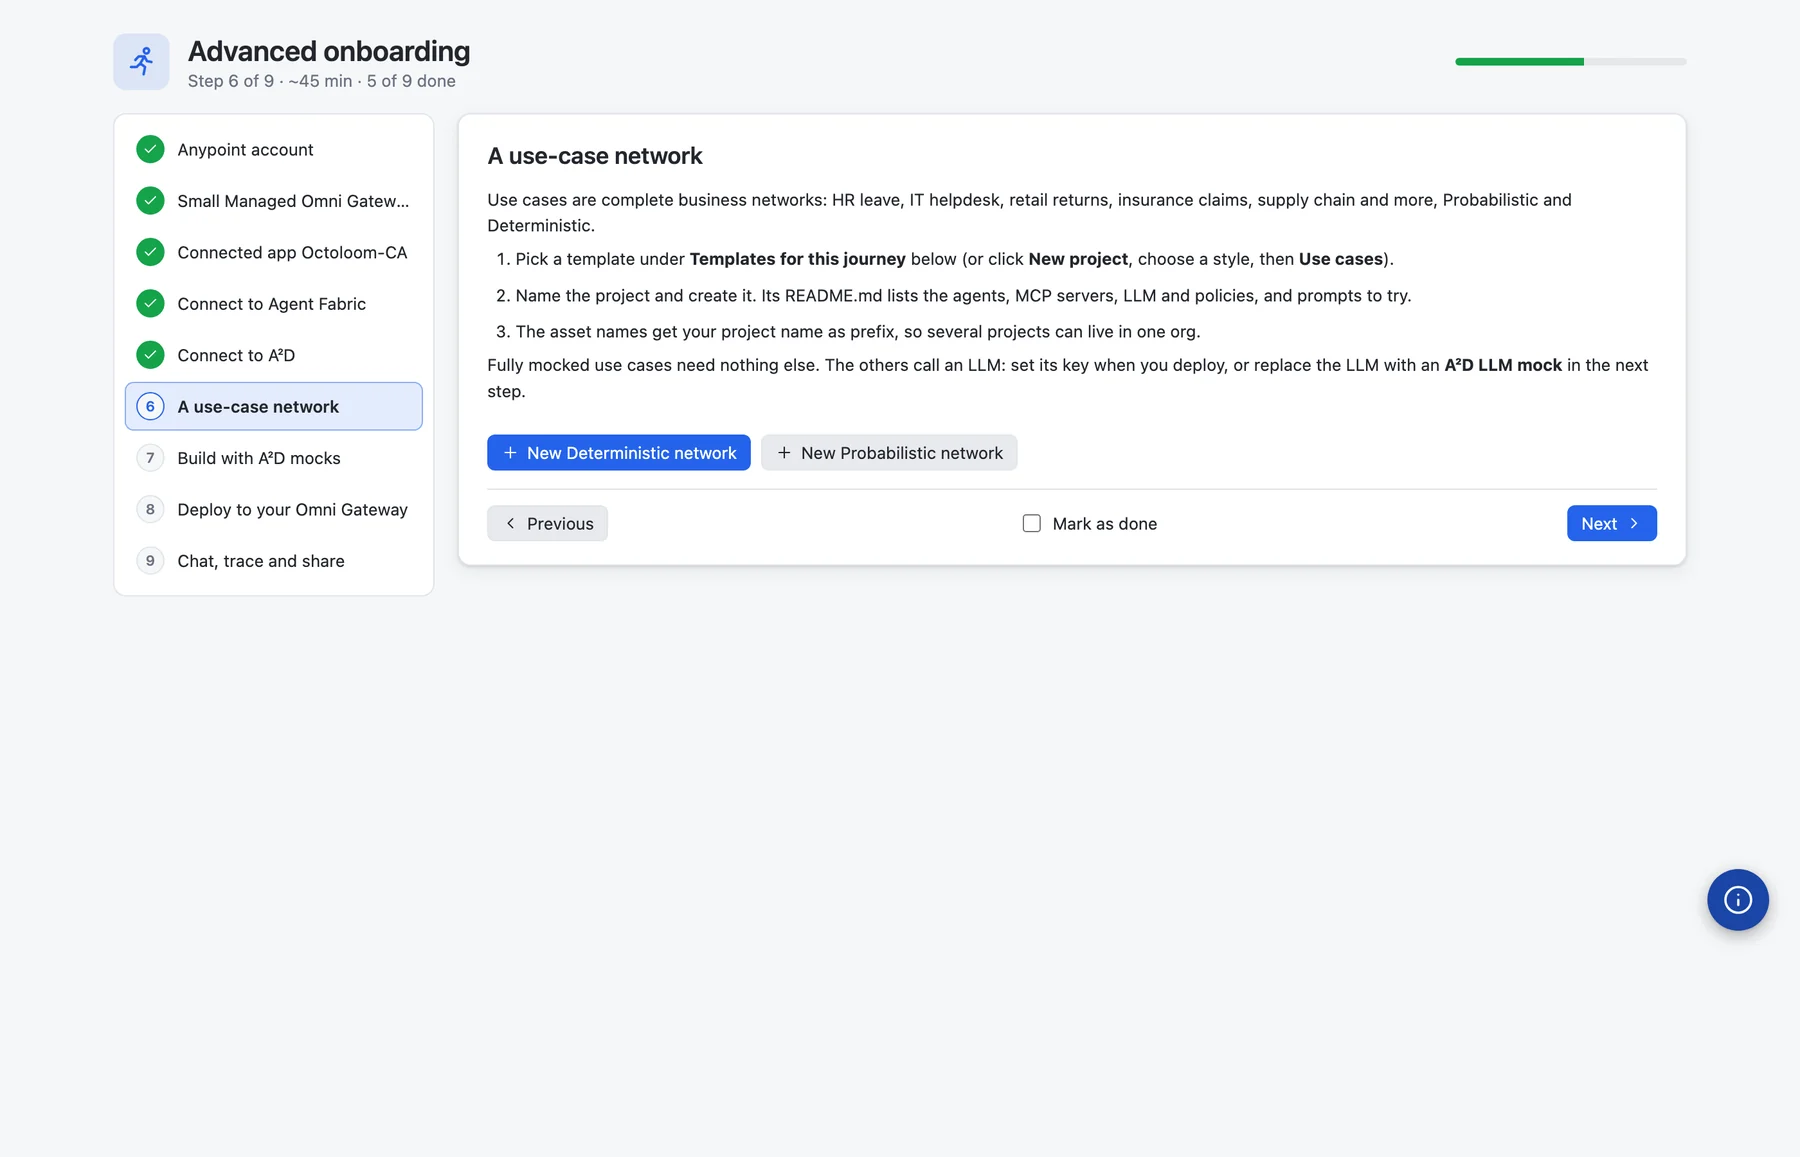 Advanced onboarding
Step 6 of 9 · ~45 min · 5 of 9 done
Anypoint account
Small Managed Omni Gatew...
Connected app Octoloom-CA
Connect to Agent Fabric
Connect to A²D
6 A use-case network
7 Build with A²D mocks
8 Deploy to your Omni Gateway
9 Chat, trace and share
A use-case network
Use cases are complete business networks: HR leave, IT helpdesk, retail returns, insurance claims, supply chain and more, Probabilistic and
Deterministic.
1. Pick a template under Templates for this journey below (or click New project, choose a style, then Use cases).
2. Name the project and create it. Its README.md lists the agents, MCP servers, LLM and policies, and prompts to try.
3. The asset names get your project name as prefix, so several projects can live in one org.
Fully mocked use cases need nothing else. The others call an LLM: set its key when you deploy, or replace the LLM with an A²D LLM mock in the next
step.
+ New Deterministic network
+ New Probabilistic network
Previous
Mark as done
Next